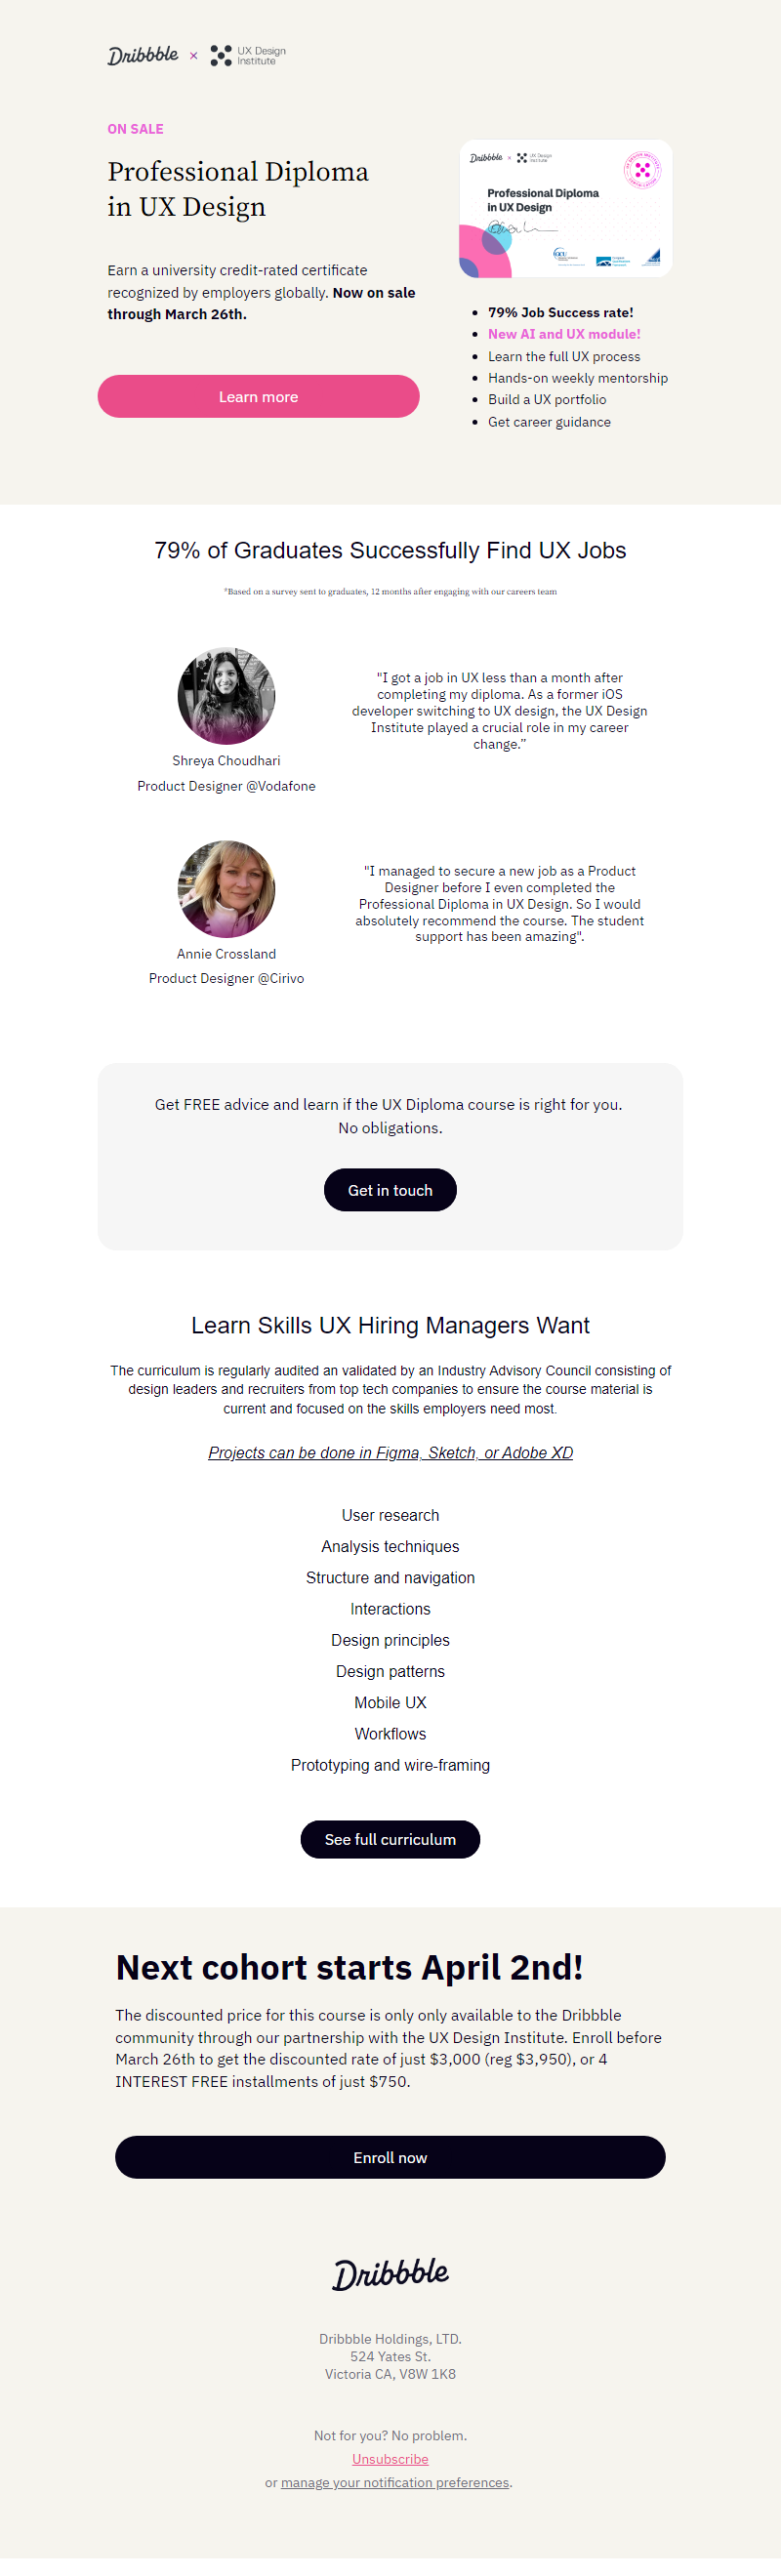 Dribbble × UX Design
Institute
ON SALE
Professional Diploma
in UX Design
Earn a university credit-rated certificate
recognized by employers globally. Now on sale
through March 26th.
Learn more
Dribbble × UX Design
Institute
Professional Diploma
in UX Design
79% Job Success rate!
New AI and UX module!
Learn the full UX process
Hands-on weekly mentorship
Build a UX portfolio
Get career guidance
79% of Graduates Successfully Find UX Jobs
*Based on a survey sent to graduates, 12 months after engaging with our careers team
Shreya Choudhari
Product Designer @Vodafone
"I got a job in UX less than a month after
completing my diploma. As a former iOS
developer switching to UX design, the UX Design
Institute played a crucial role in my career
change.”
Annie Crossland
Product Designer @Cirivo
"I managed to secure a new job as a Product
Designer before I even completed the
Professional Diploma in UX Design. So I would
absolutely recommend the course. The student
support has been amazing".
Get FREE advice and learn if the UX Diploma course is right for you.
No obligations.
Get in touch
Learn Skills UX Hiring Managers Want
The curriculum is regularly audited an validated by an Industry Advisory Council consisting of
design leaders and recruiters from top tech companies to ensure the course material is
current and focused on the skills employers need most.
Projects can be done in Figma, Sketch, or Adobe XD
User research
Analysis techniques
Structure and navigation
Interactions
Design principles
Design patterns
Mobile UX
Workflows
Prototyping and wire-framing
See full curriculum
Next cohort starts April 2nd!
The discounted price for this course is only only available to the Dribbble
community through our partnership with the UX Design Institute. Enroll before
March 26th to get the discounted rate of just $3,000 (reg $3,950), or 4
INTEREST FREE installments of just $750.
Enroll now
Dribbble
Dribbble Holdings, LTD.
524 Yates St.
Victoria CA, V8W 1K8
Not for you? No problem.
Unsubscribe
or manage your notification preferences.